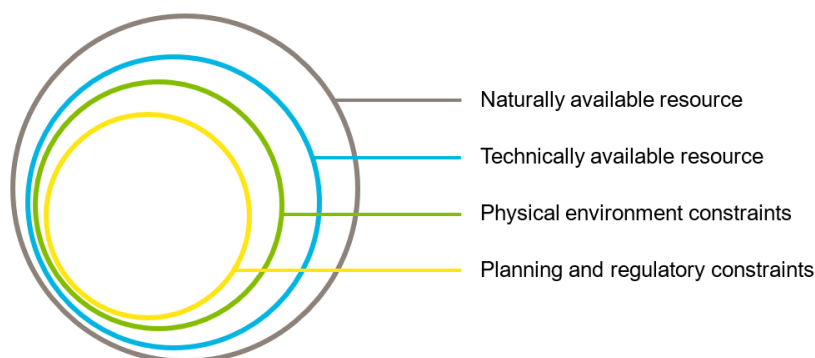 Naturally available resource
Technically available resource
Physical environment constraints
Planning and regulatory constraints